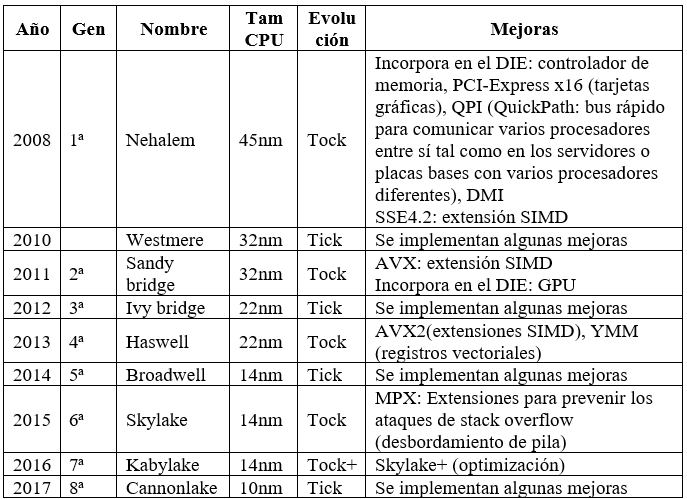 Año Gen Nombre Tam CPU Evolu ción Mejoras
2008 1ª Nehalem 45nm Tock Incorpora en el DIE: controlador de
memoria, PCI-Express x16 (tarjetas
gráficas), QPI (QuickPath: bus rápido
para comunicar varios procesadores
entre sí tal como en los servidores o
placas bases con varios procesadores
diferentes), DMI
SSE4.2: extensión SIMD
2010 Westmere 32nm Tick Se implementan algunas mejoras
2011 2ª Sandy bridge 32nm Tock AVX: extensión SIMD
Incorpora en el DIE: GPU
2012 3ª Ivy bridge 22nm Tick Se implementan algunas mejoras
2013 4ª Haswell 22nm Tock AVX2(extensiones SIMD), YMM
(registros vectoriales)
2014 5ª Broadwell 14nm Tick Se implementan algunas mejoras
2015 6ª Skylake 14nm Tock MPX: Extensiones para prevenir los
ataques de stack overflow
(desbordamiento de pila)
2016 7ª Kabylake 14nm Tock+ Skylake+ (optimización)
2017 8ª Cannonlake 10nm Tick Se implementan algunas mejoras